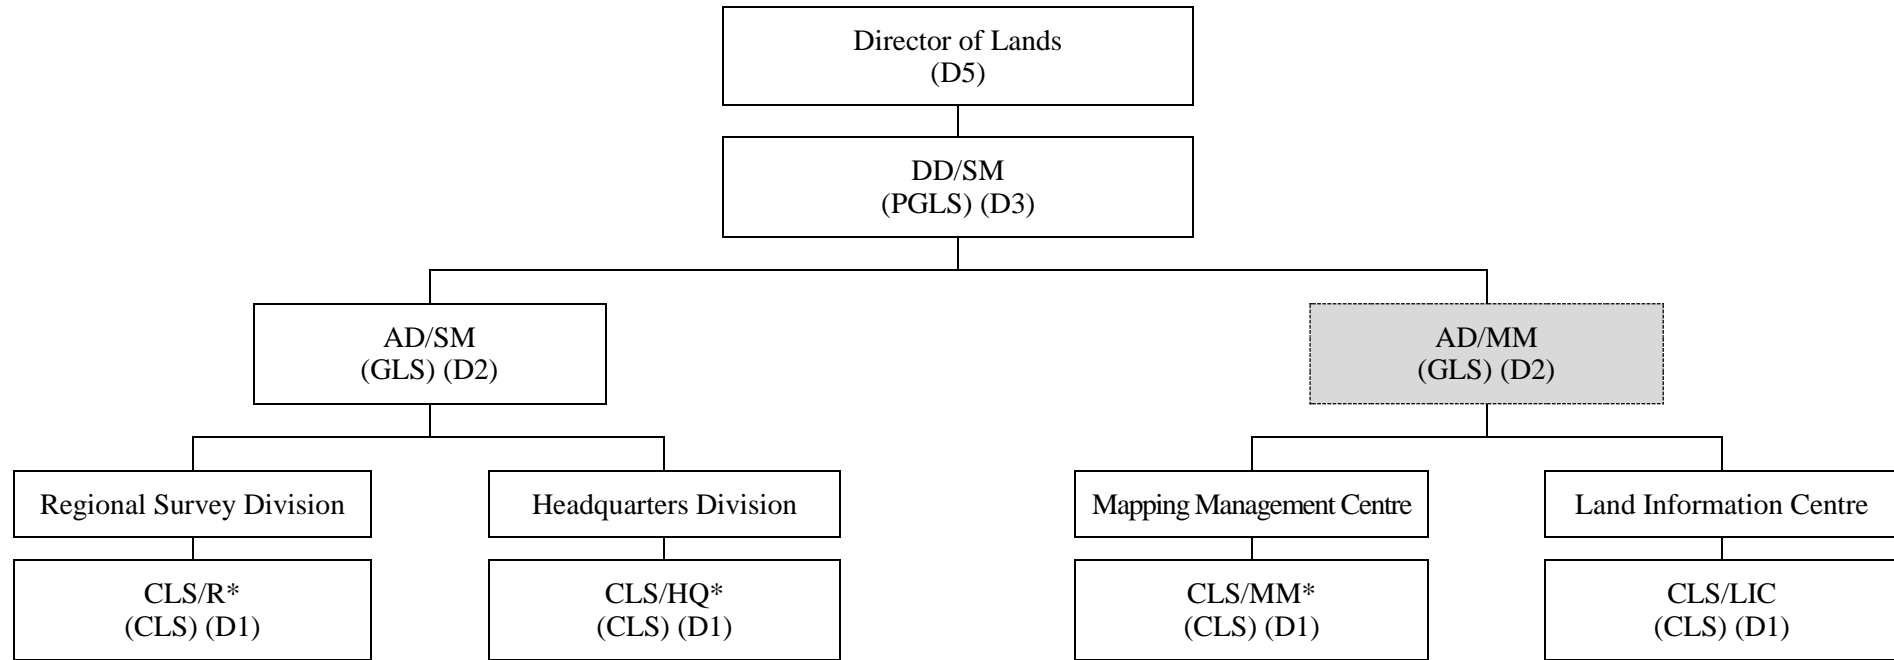 Director of Lands
(D5)
DD/SM
(PGLS) (D3)
AD/SM
(GLS) (D2)
AD/MM
(GLS) (D2)
Regional Survey Division
Headquarters Division
Mapping Management Centre
Land Information Centre
CLS/R*
(CLS) (D1)
CLS/HQ*
(CLS) (D1)
CLS/MM*
(CLS) (D1)
CLS/LIC
(CLS) (D1)